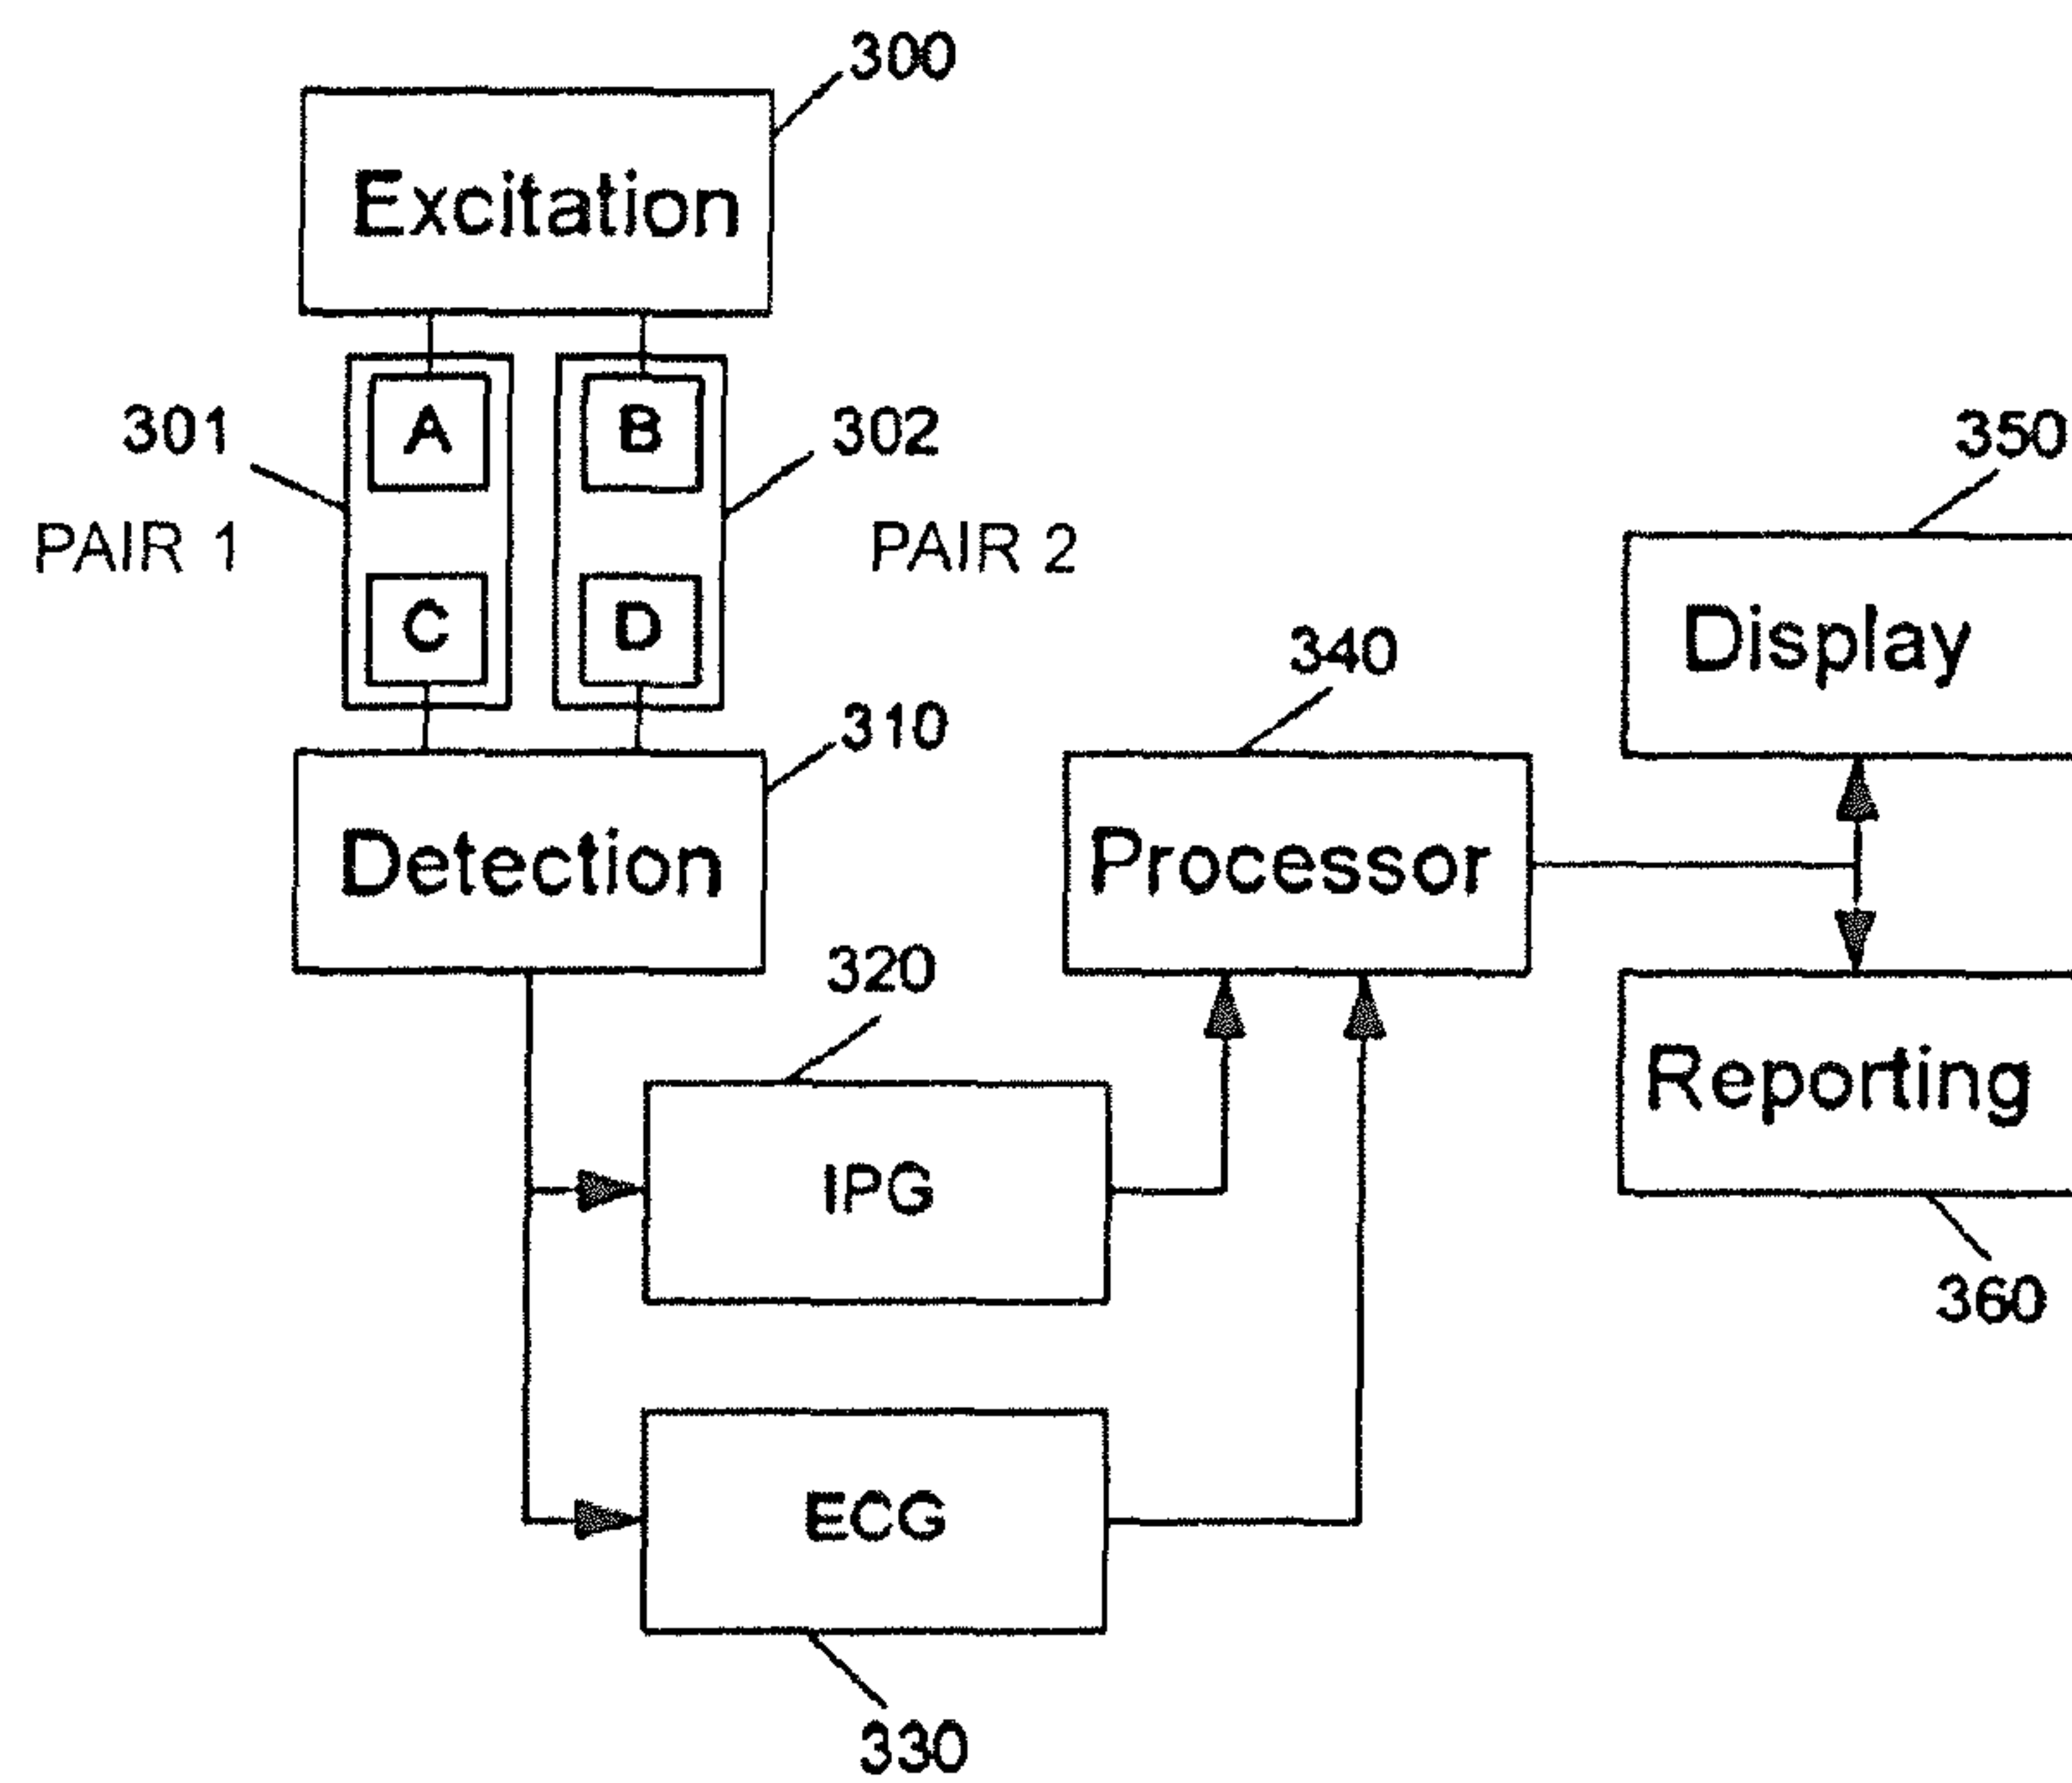 300
Excitation
A
B
301
302
350
PAIR 1
PAIR 2
C
D
Display
340
310
Detection
Processor
320
Reporting
IPG
360
ECG
330